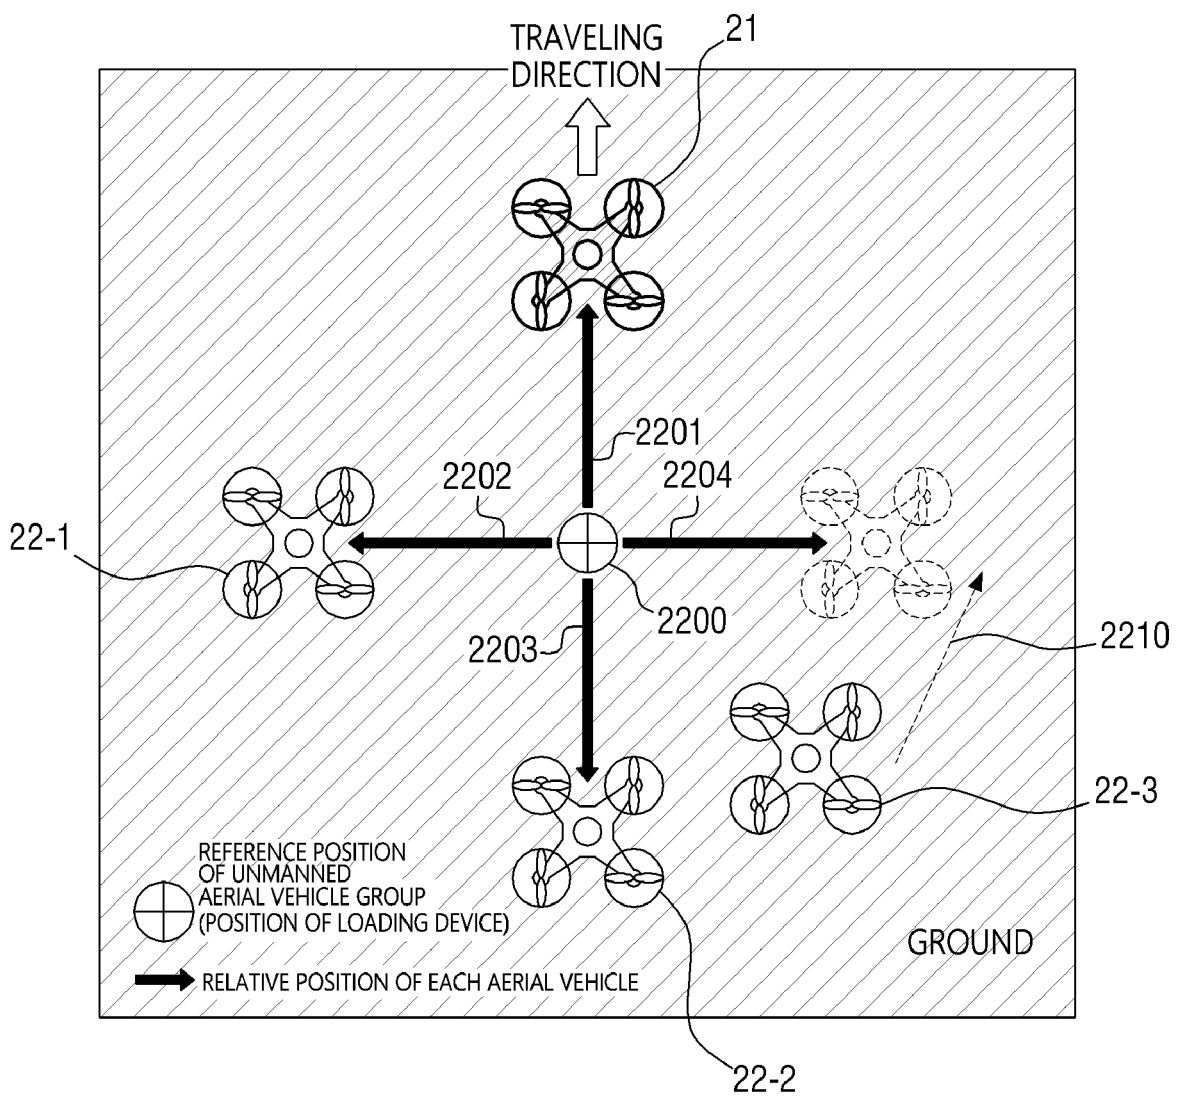 21
TRAVELING
DIRECTION
2201
2202
2204
22-1
2200
2203
2210
22-3
REFERENCE POSITION
OF UNMANNED
AERIAL VEHICLE GROUP
(POSITION OF LOADING DEVICE)
GROUND
RELATIVE POSITION OF EACH AERIAL VEHICLE
22-2